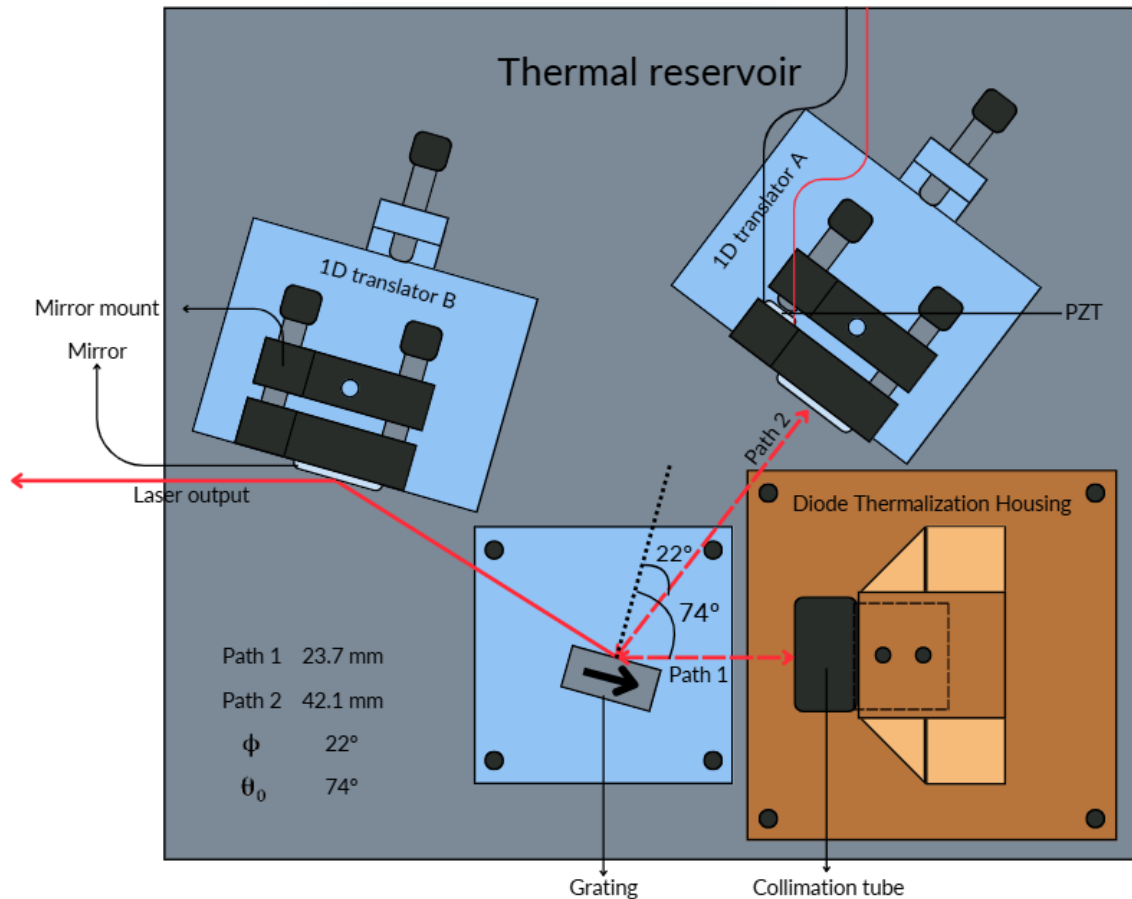 Thermal reservoir
1D translator A
1D translator B
Mirror mount
PZT
Mirror
Path 2
Laser output
Diode Thermalization Housing
22°
74°
Path 1 23.7 mm
Path 1
Path 2 42.1 mm
ϕ 22°
θ₀ 74°
Grating
Collimation tube